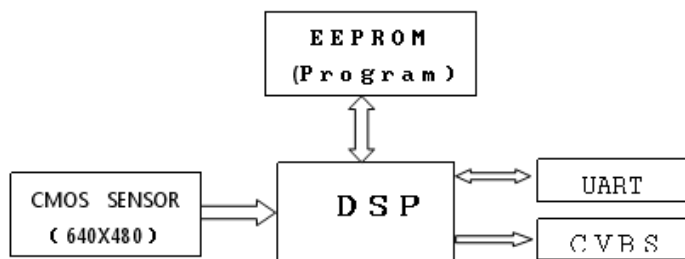 EEPROM
(Program)
CMOS SENSOR
(640X480)
DSP
UART
CVBS